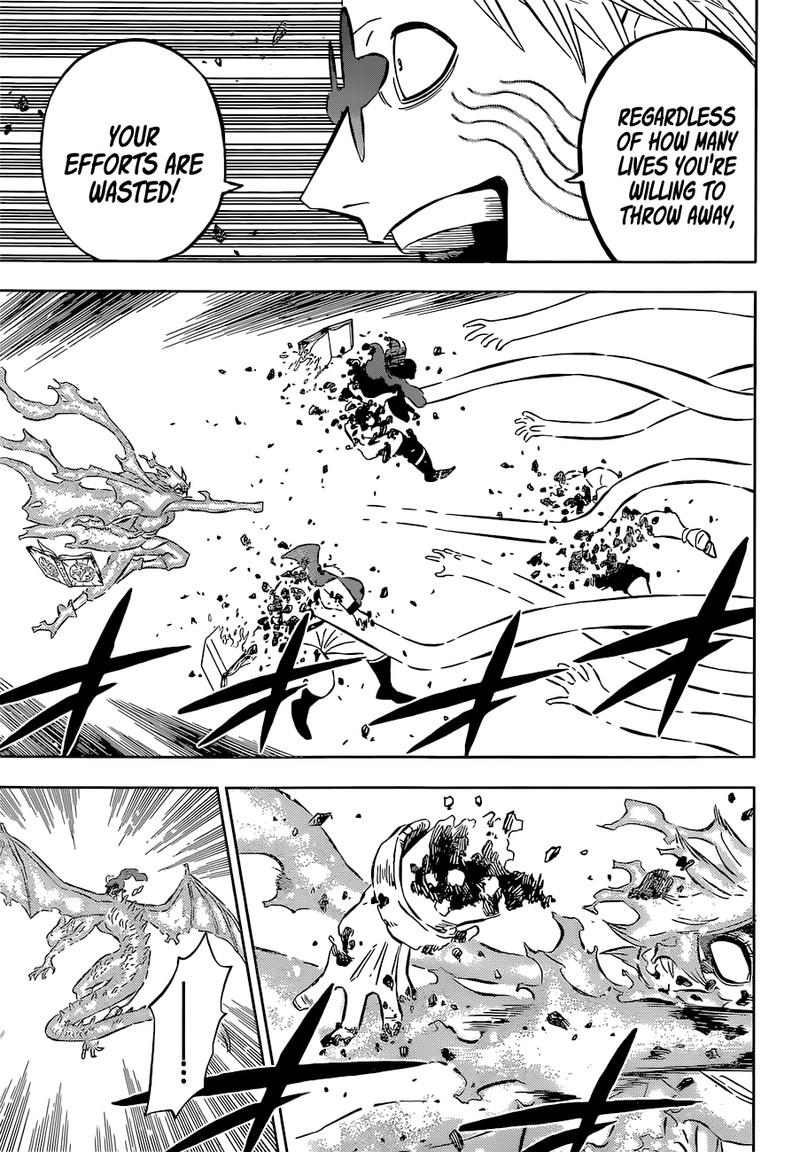 REGARDLESS
OF HOW MANY
LIVES YOU'RE
WILLING TO
THROW AWAY,
YOUR
EFFORTS ARE
WASTED!